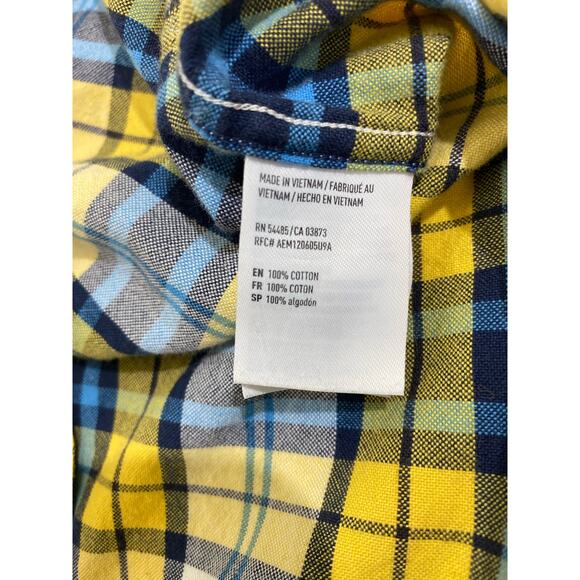 MADE IN VIETNAM / FABRIQUÉ AU
VIETNAM / HECHO EN VIETNAM
RN 54485 / CA 03873
RFC# AEM120605U9A
EN 100% COTTON
FR 100% COTON
SP 100% algodón